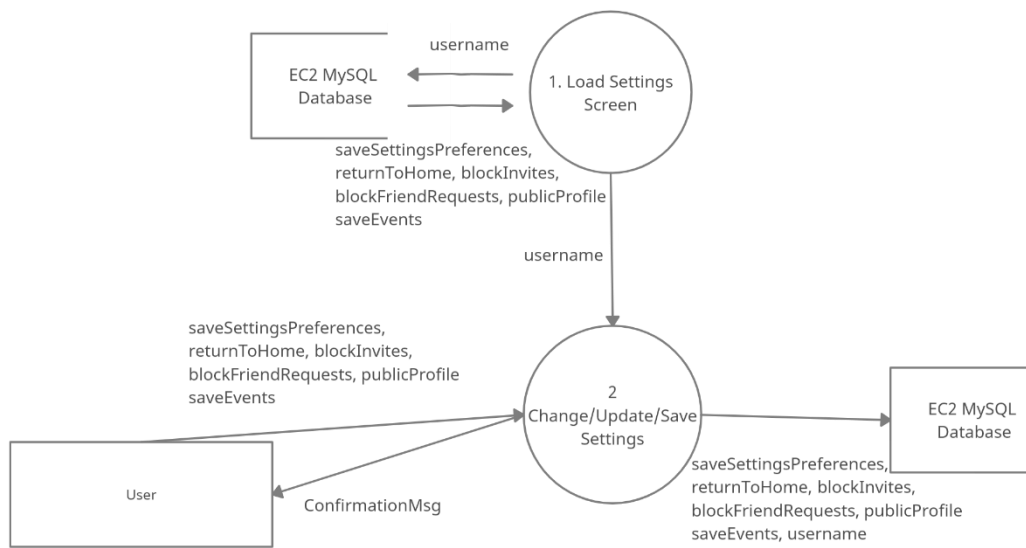 username
EC2 MySQL
Database
1. Load Settings
Screen
saveSettingsPreferences,
returnToHome, blockInvites,
blockFriendRequests, publicProfile
saveEvents
username
saveSettingsPreferences,
returnToHome, blockInvites,
blockFriendRequests, publicProfile
saveEvents
2
Change/Update/Save
Settings
EC2 MySQL
Database
User
ConfirmationMsg
saveSettingsPreferences,
returnToHome, blockInvites,
blockFriendRequests, publicProfile
saveEvents, username